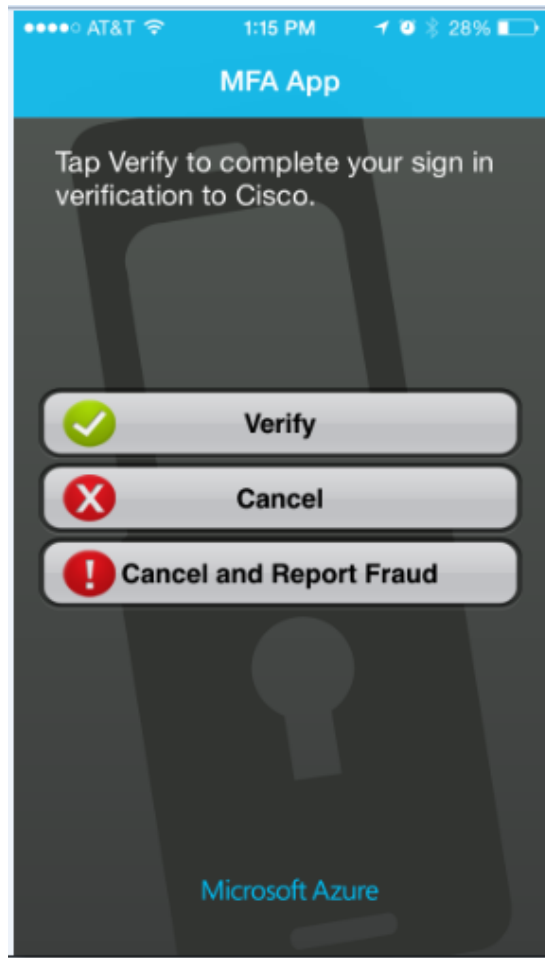 AT&T 1:15 PM 28%
MFA App
Tap Verify to complete your sign in
verification to Cisco.
Verify
Cancel
Cancel and Report Fraud
Microsoft Azure